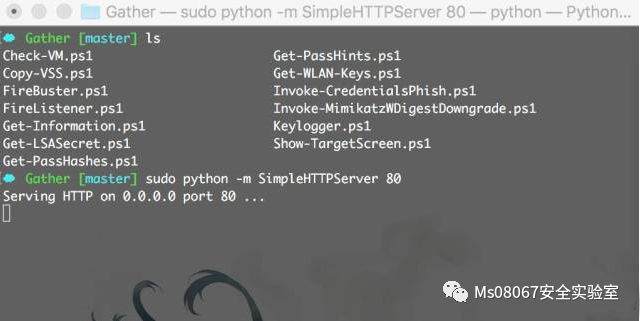 Gather — sudo python -m SimpleHTTPServer 80 — python — Python...
Gather [master] ls
Check-VM.ps1 Get-PassHints.ps1
Copy-VSS.ps1 Get-WLAN-Keys.ps1
FireBuster.ps1 Invoke-CredentialsPhish.ps1
FireListener.ps1 Invoke-MimikatzWDigestDowngrade.ps1
Get-Information.ps1 Keylogger.ps1
Get-LSASecret.ps1 Show-TargetScreen.ps1
Get-PassHashes.ps1
Gather [master] sudo python -m SimpleHTTPServer 80
Serving HTTP on 0.0.0.0 port 80 ...
Ms08067安全实验室